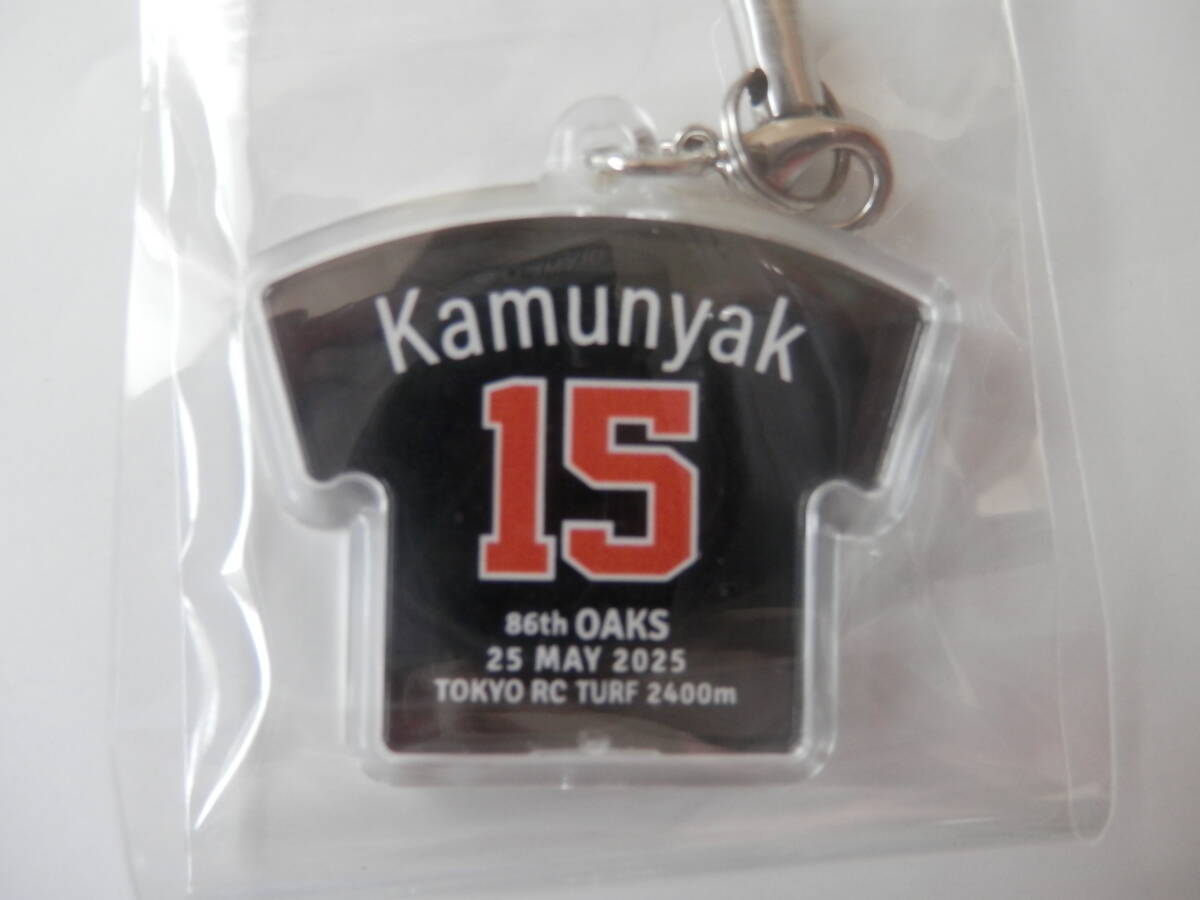 Kamunyak
15
86th OAKS
25 MAY 2025
TOKYO RC TURF 2400m